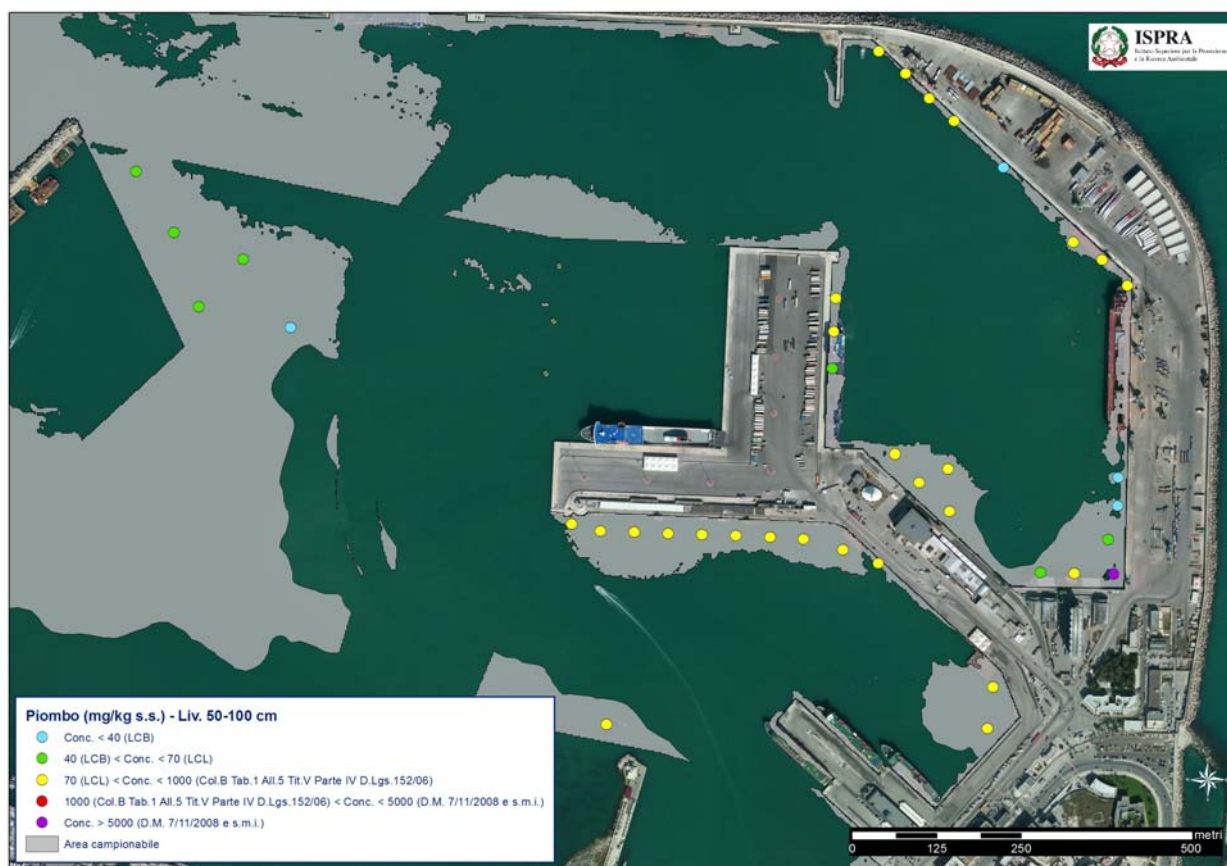 ISPRA
Istituto Superiore per la Protezione
e la Ricerca Ambientale
Piombo (mg/kg s.s.) - Liv. 50-100 cm
Conc. < 40 (LCB)
40 (LCB) < Conc. < 70 (LCL)
70 (LCL) < Conc. < 1000 (Col.B Tab.1 All.5 Tit.V Parte IV D.Lgs.152/06)
1000 (Col.B Tab.1 All.5 Tit.V Parte IV D.Lgs.152/06) < Conc. < 5000 (D.M. 7/11/2008 e s.m.i.)
Conc. > 5000 (D.M. 7/11/2008 e s.m.i.)
Area campionabile
metri
0 125 250 500